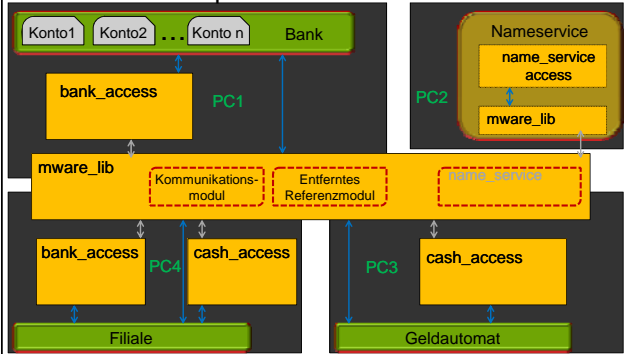 Konto1
Konto2
...
Konto n
Bank
Nameservice
name_service
access
mware_lib
bank_access
PC1
PC2
mware_lib
Kommunikations-
modul
Entferntes
Referenzmodul
name_service
bank_access
PC4
cash_access
PC3
cash_access
Filiale
Geldautomat